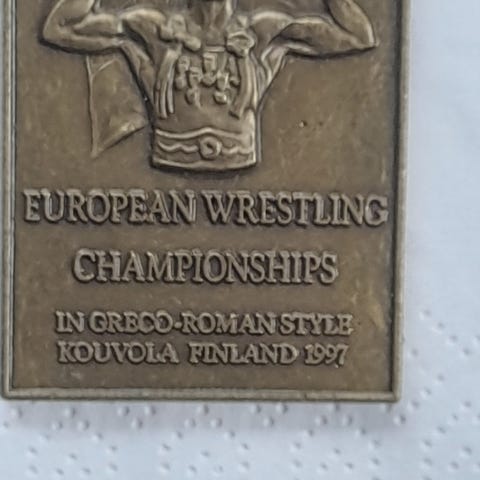 EUROPEAN WRESTLING
CHAMPIONSHIPS
IN GRECO-ROMAN STYLE
KOUVOLA FINLAND 1997